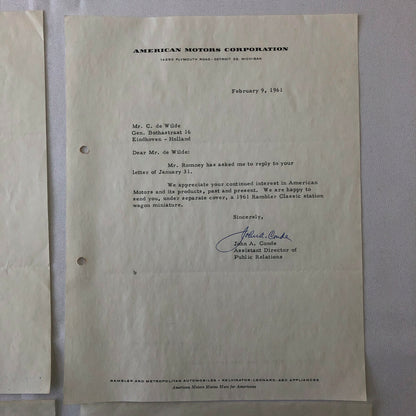 AMERICAN MOTORS CORPORATION
14250 PLYMOUTH ROAD · DETROIT 32, MICHIGAN
February 9, 1961
Mr. C. de Wilde
Gen. Bothastraat 16
Eindhoven - Holland
Dear Mr. de Wilde:
Mr. Romney has asked me to reply to your
letter of January 31.
We appreciate your continued interest in American
Motors and its products, past and present. We are happy to
send you, under separate cover, a 1961 Rambler Classic station
wagon miniature.
Sincerely,
John A. Conde
John A. Conde
Assistant Director of
Public Relations
RAMBLER AND METROPOLITAN AUTOMOBILES · KELVINATOR-LEONARD-ABC APPLIANCES
American Motors Means More for Americans